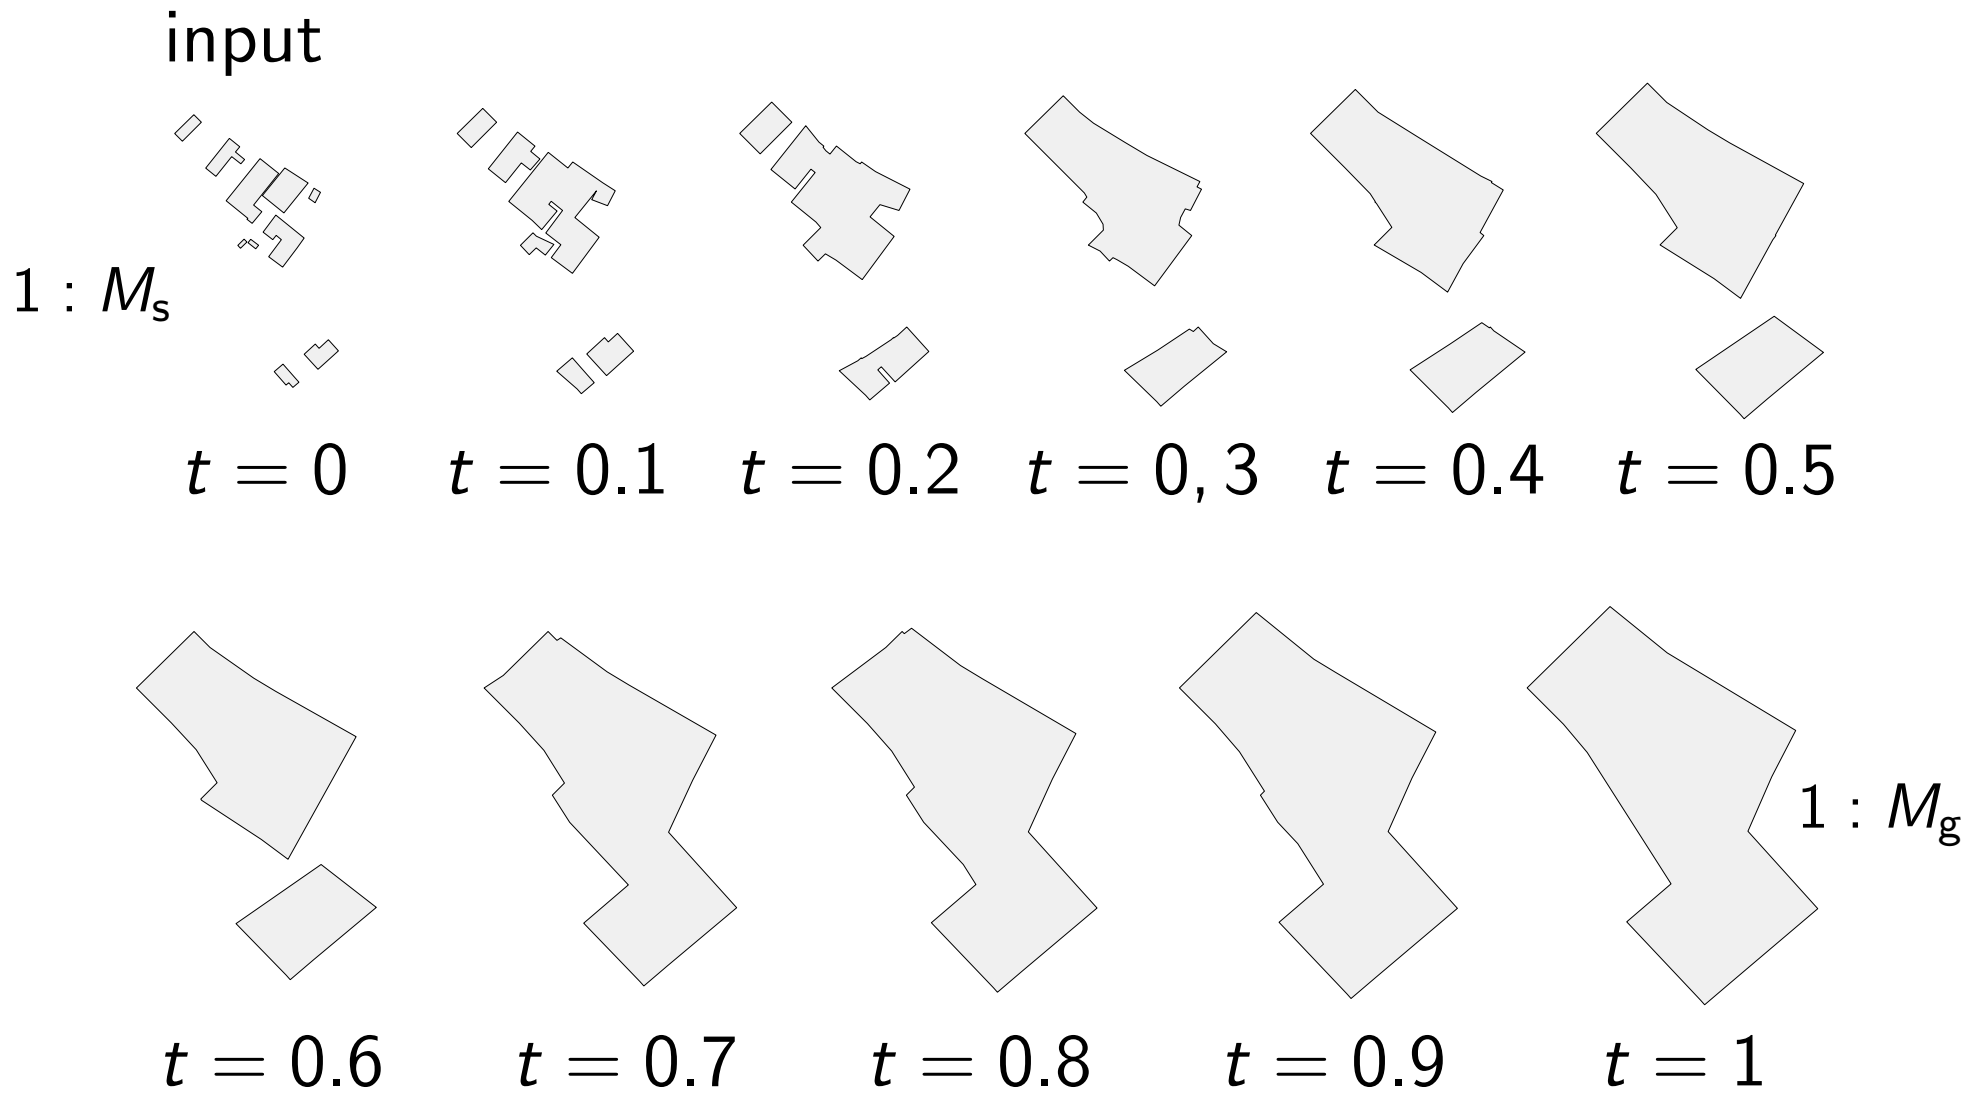 input
1 : Mₛ
t = 0 t = 0.1 t = 0.2 t = 0,3 t = 0.4 t = 0.5
1 : M_g
t = 0.6 t = 0.7 t = 0.8 t = 0.9 t = 1